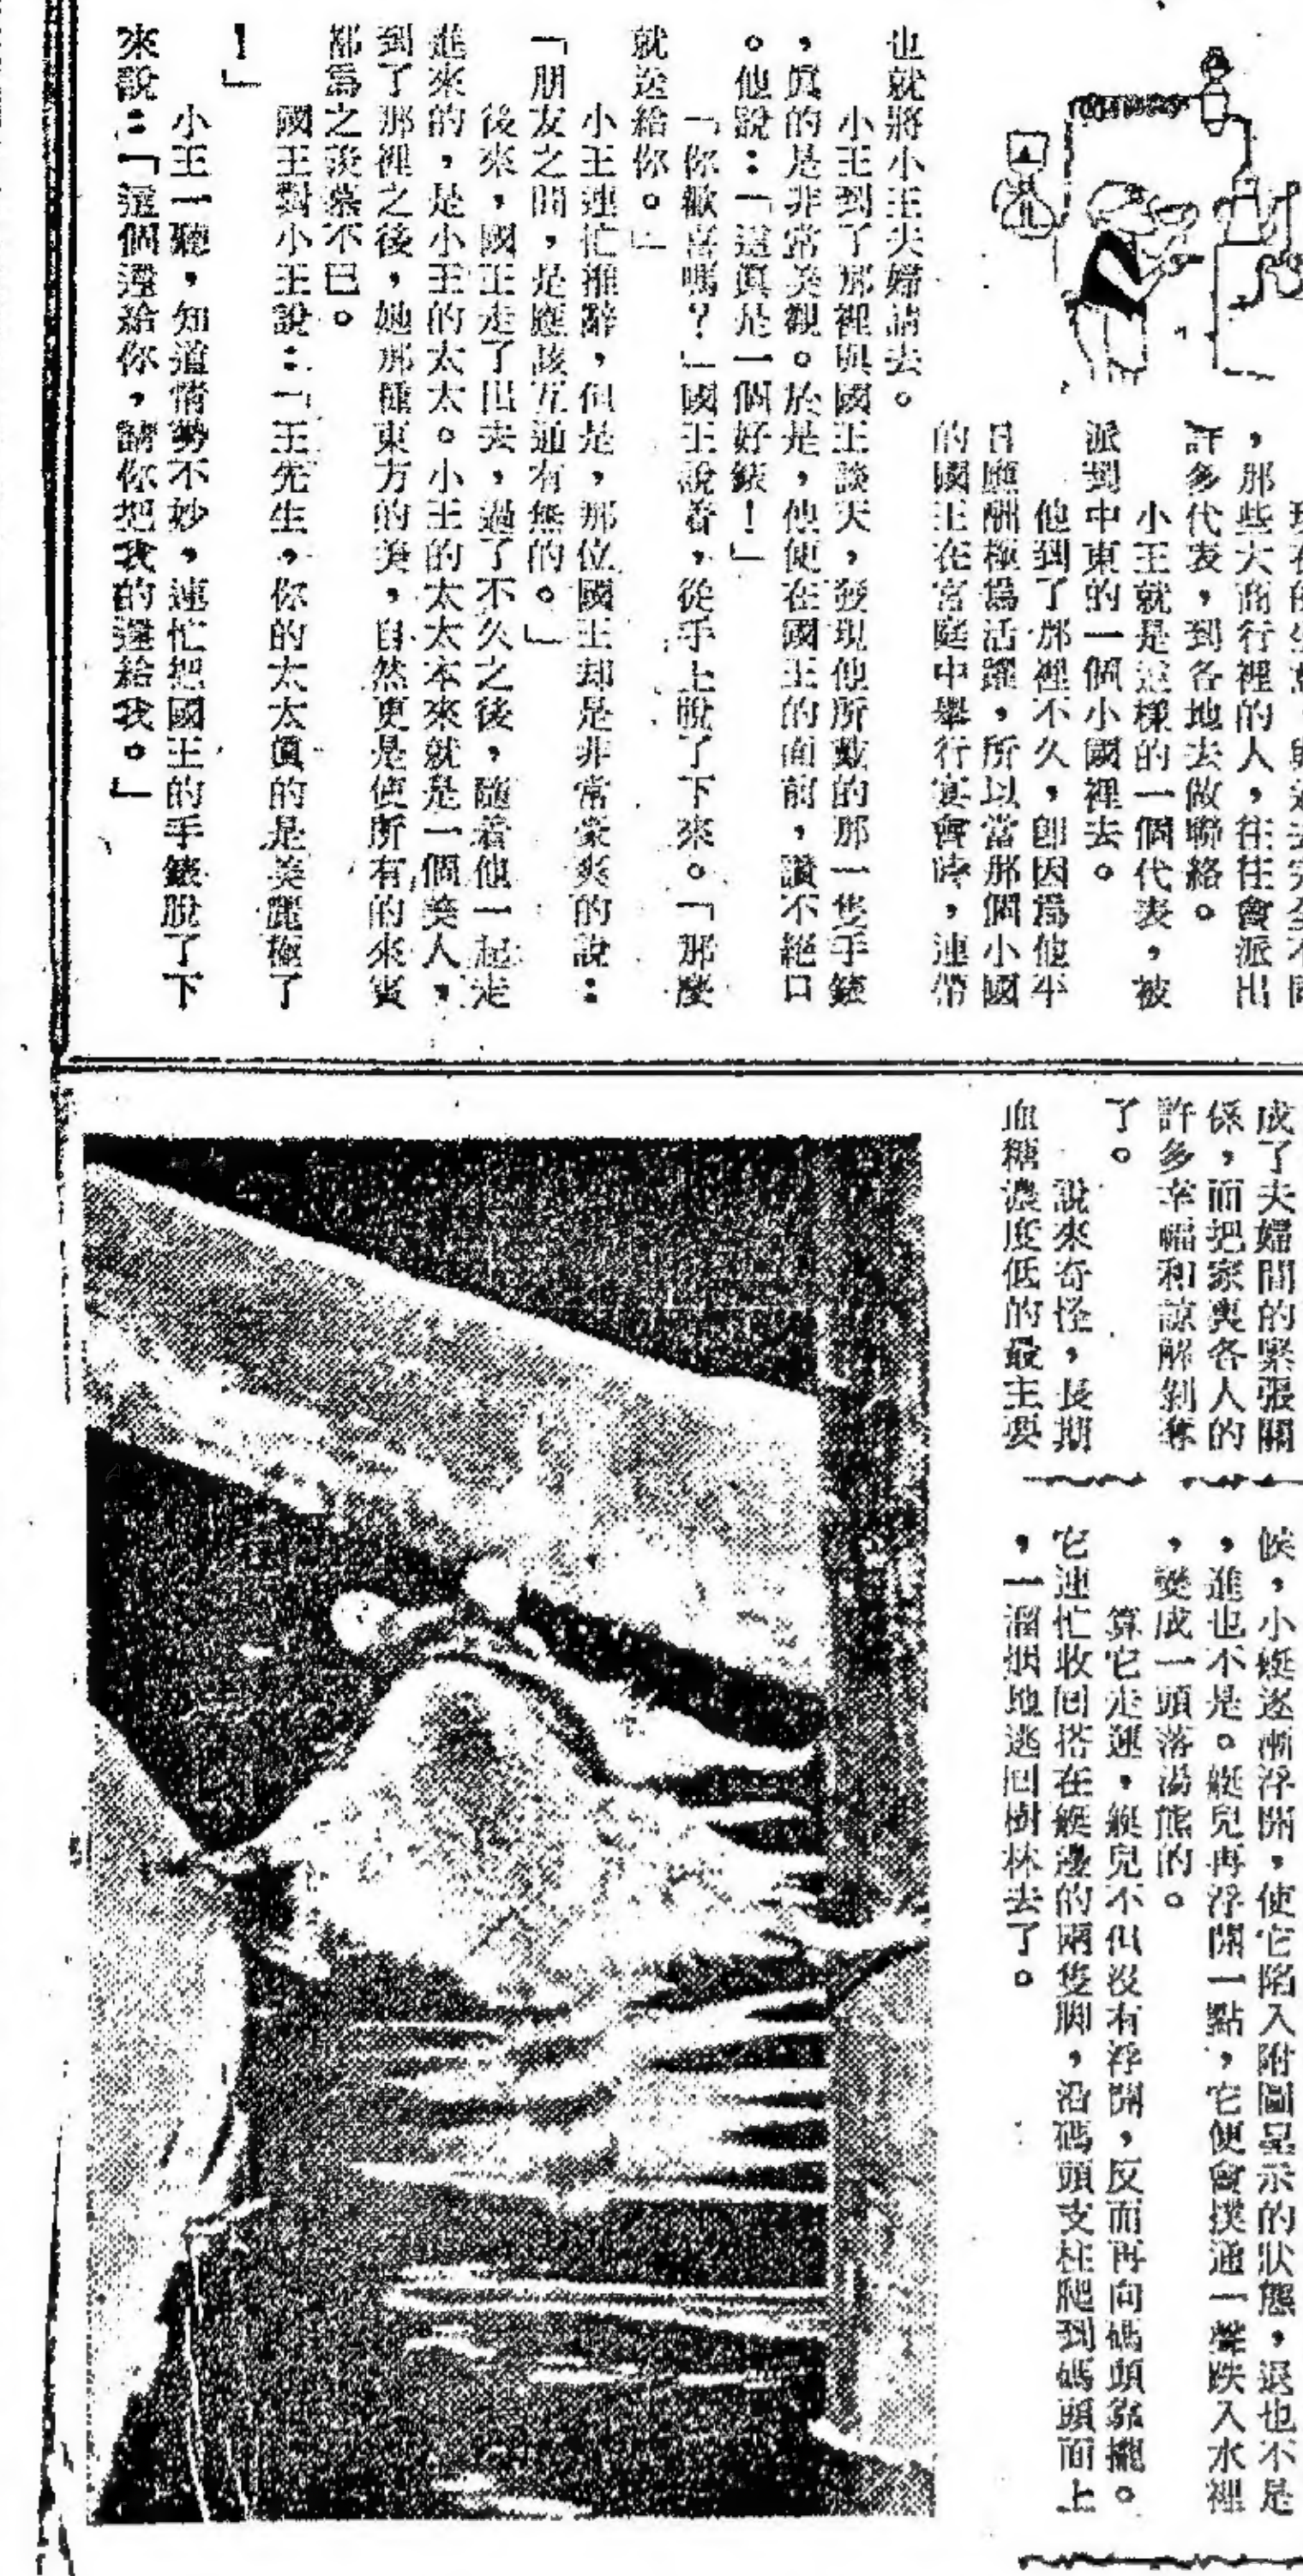 ，那些大商行裡的人，往往會派出
許多代表，到各地去做聯絡。
小王就是這樣的一個代表，被
派到中東的一個小國裡去。
他到了那裡不久，卽因爲他平
日應酬極爲活躍，所以當那個小國
的國王在宮庭中舉行宴會時，連帶
也就將小王夫婦請去。
小王到了那裡與國王談天，發現他所戴的那一隻手錶
，眞的是非常美觀。於是，他便在國王的面前，讚不絕口
。他說：「這眞是一個好錶！」
「你歡喜嗎？」國王說着，從手上脫了下來。「那麼
就送給你。」
小王連忙推辭，但是，那位國王却是非常豪爽的說：
「朋友之間，是應該互通有無的。」
後來，國王走了出去，過了不久之後，隨着他一起走
進來的，是小王的太太。小王的太太本來就是一個美人，
到了那裡之後，她那種東方的美，自然更是使所有的來賓
都爲之羨慕不已。
國王對小王說：「王先生，你的太太眞的是美麗極了
！」
小王一聽，知道情勢不妙，連忙把國王的手錶脫了下
來說：「這個還給你，請你把我的還給我。」
成了夫婦間的緊張關
係，而把家與各人的
許多幸福和諒解剝奪
了。
說來奇怪，長期
血糖濃度低的最主要
候，小艇逐漸浮開，使它陷入附圖呈示的狀態，退也不是
，進也不是。艇兒再浮開一點，它便會撲通一聲跌入水裡
，變成一頭落湯熊的。
算它走運，艇兒不但沒有浮開，反而再向碼頭靠攏。
它連忙收回搭在艇邊的兩隻脚，沿碼頭支柱爬到碼頭面上
，一溜烟地逃回樹林去了。